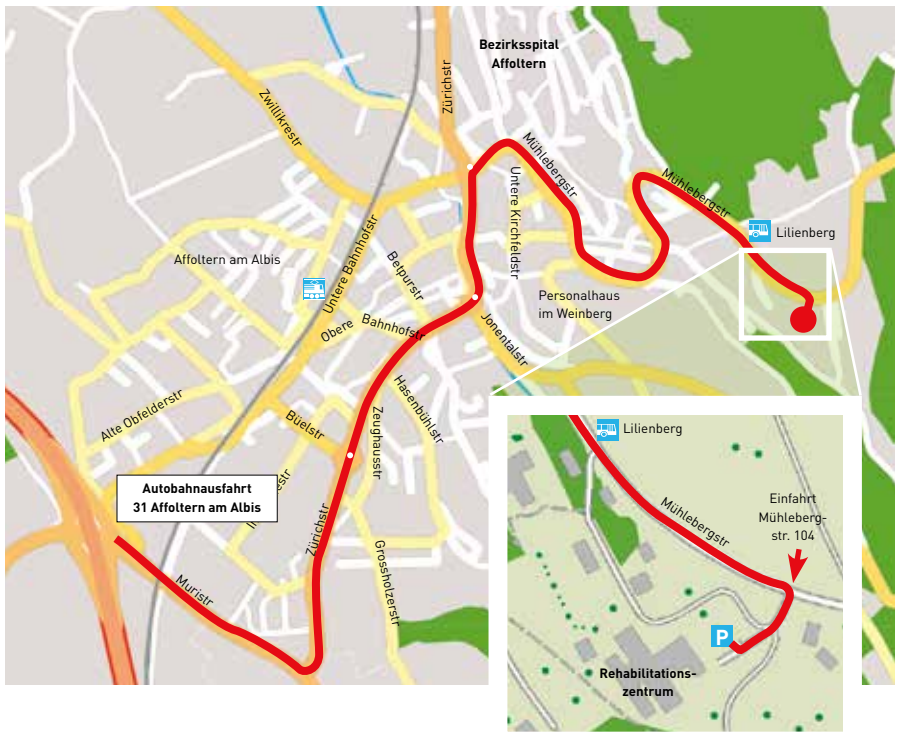 Bezirksspital
Affoltern
Zürichstr
Zwillikrestr
Mühlebergstr
Mühlebergstr
Untere Kirchfeldstr
Lilienberg
Affoltern am Albis
Untere Bahnhofstr
Betpurstr
Personalhaus
im Weinberg
Obere Bahnhofstr
Jonentalstr
Hasenbühlstr
Alte Obfelderstr
Büelstr
Zeughausstr
Autobahnausfahrt
31 Affoltern am Albis
Zürichstr
Grossholzerstr
Muristr
Lilienberg
Mühlebergstr
Einfahrt
Mühleberg-
str. 104
P
Rehabilitations-
zentrum